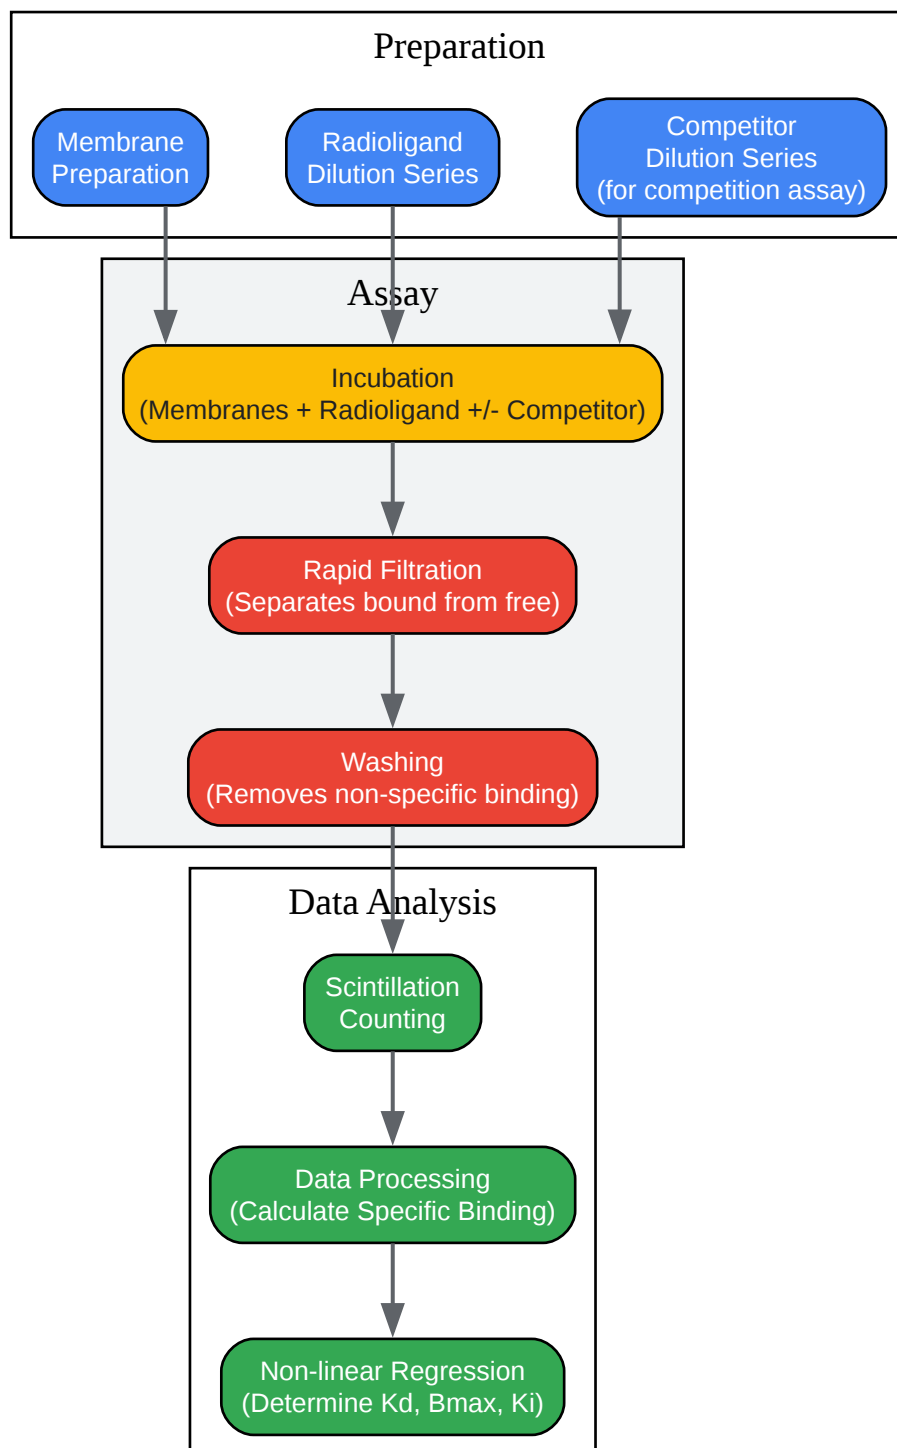 Preparation
Membrane
Preparation
Radioligand
Dilution Series
Competitor
Dilution Series
(for competition assay)
Assay
Incubation
(Membranes + Radioligand +/- Competitor)
Rapid Filtration
(Separates bound from free)
Washing
(Removes non-specific binding)
Data Analysis
Scintillation
Counting
Data Processing
(Calculate Specific Binding)
Non-linear Regression
(Determine Kd, Bmax, Ki)